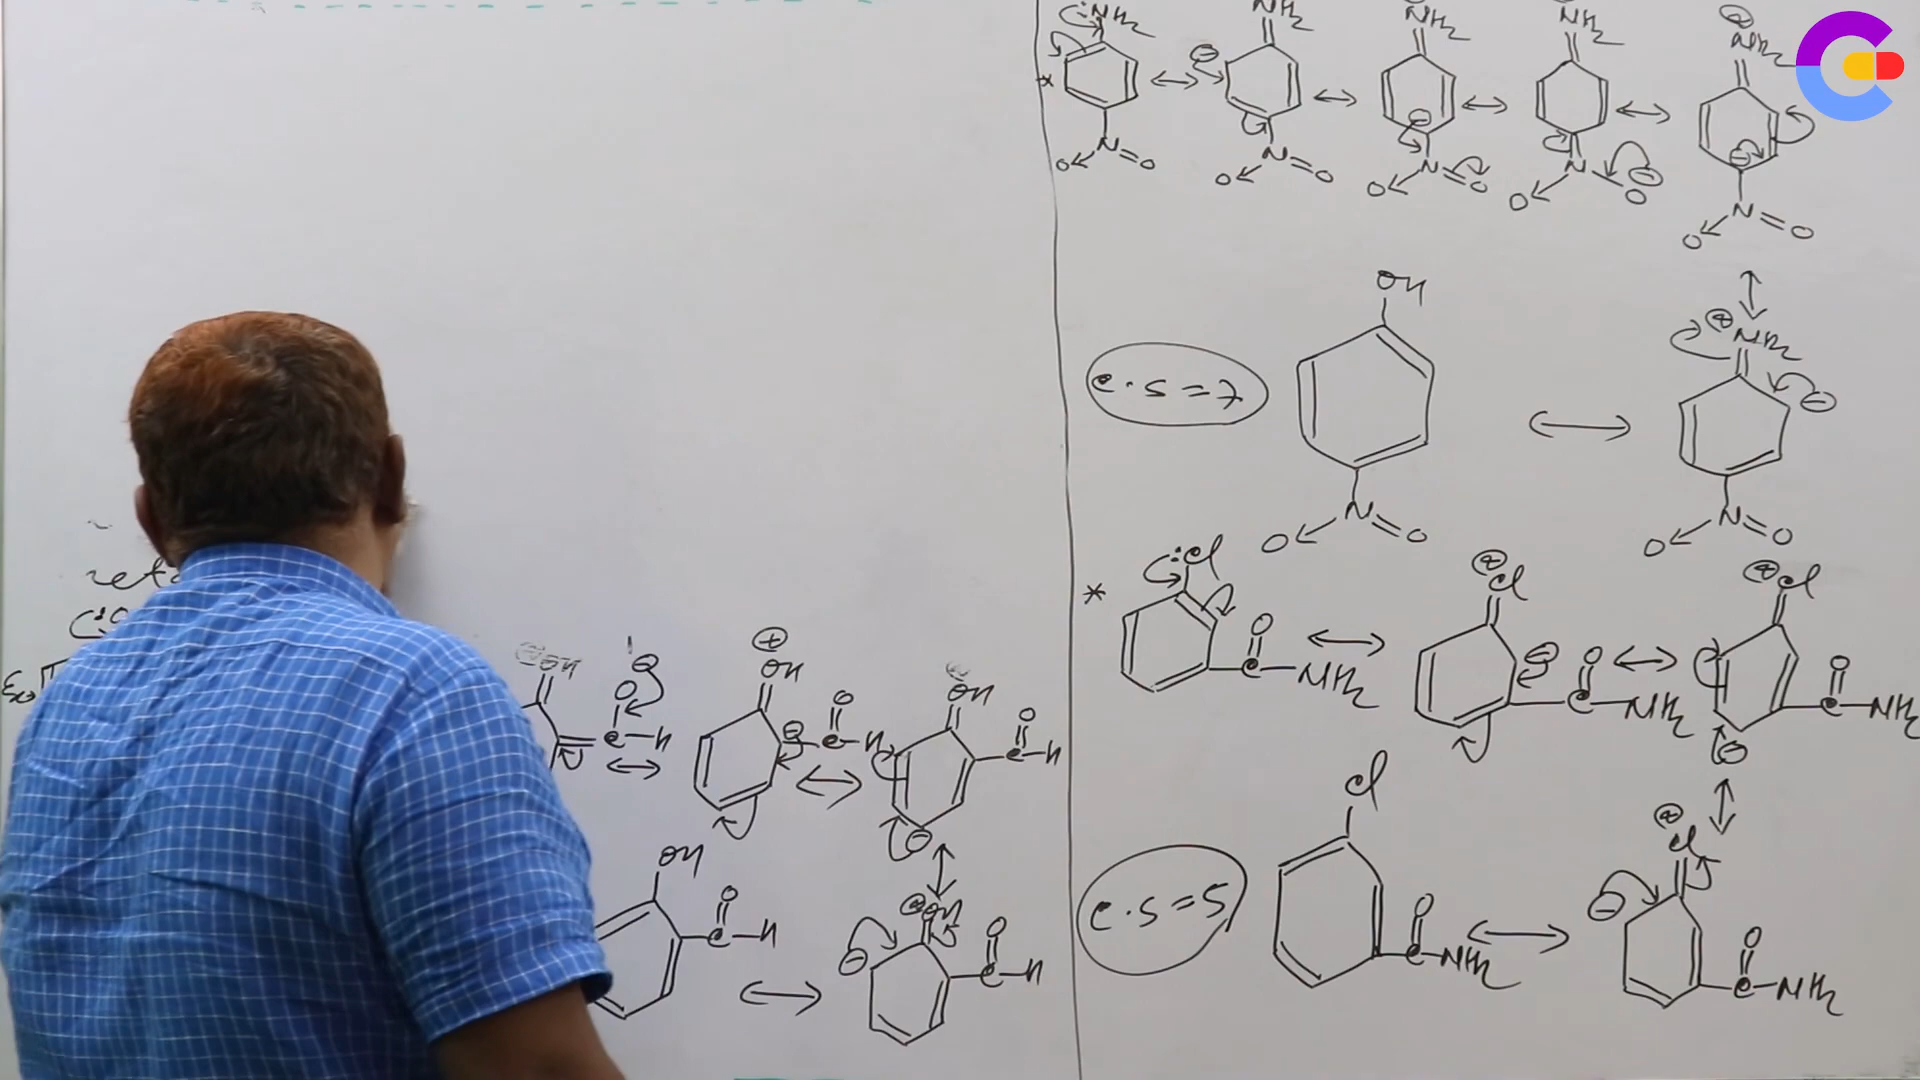 :NH2 NH2 NH2 NH2 ⊕ NH2
* ⊖ ⊖ ⊖ ⊖
O N=O O N=O O N=O O N O O N=O
OH
e.s=7
⊕ NH2
⊖
O N=O O N=O
* :Cl ⊕ Cl ⊕ Cl
O C-NH2 ⊖ O C-NH2 O C-NH2
⊖
Cl ⊕ Cl
e.s=5
⊖
O C-NH2 O C-NH2
OH O ⊖ ⊕ OH OH
C-H ⊖ O C-H O C-H
⊖
OH ⊕ OH
O C-H ⊖ O C-H